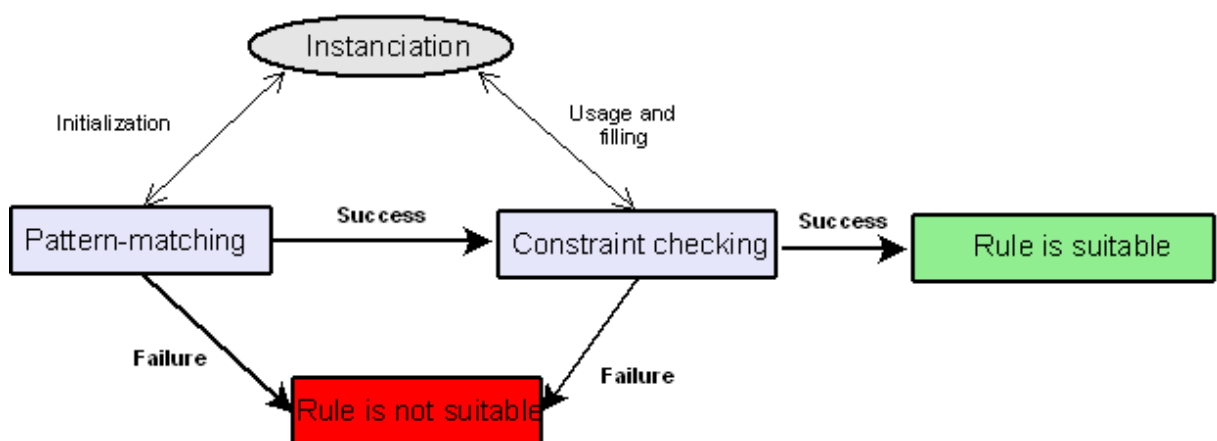 Instanciation
Initialization
Usage and
filling
Success
Pattern-matching
Constraint checking
Success
Rule is suitable
Failure
Failure
Rule is not suitable